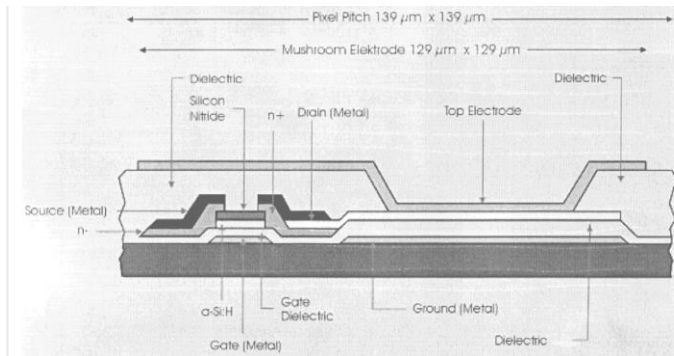 Pixel Pitch 139 µm x 139 µm
Mushroom Elektrode 129 µm x 129 µm
Dielectric
Dielectric
Silicon
Nitride
n+
Drain (Metal)
Top Electrode
Source (Metal)
n-
a-Si:H
Gate
Dielectric
Ground (Metal)
Gate (Metal)
Dielectric